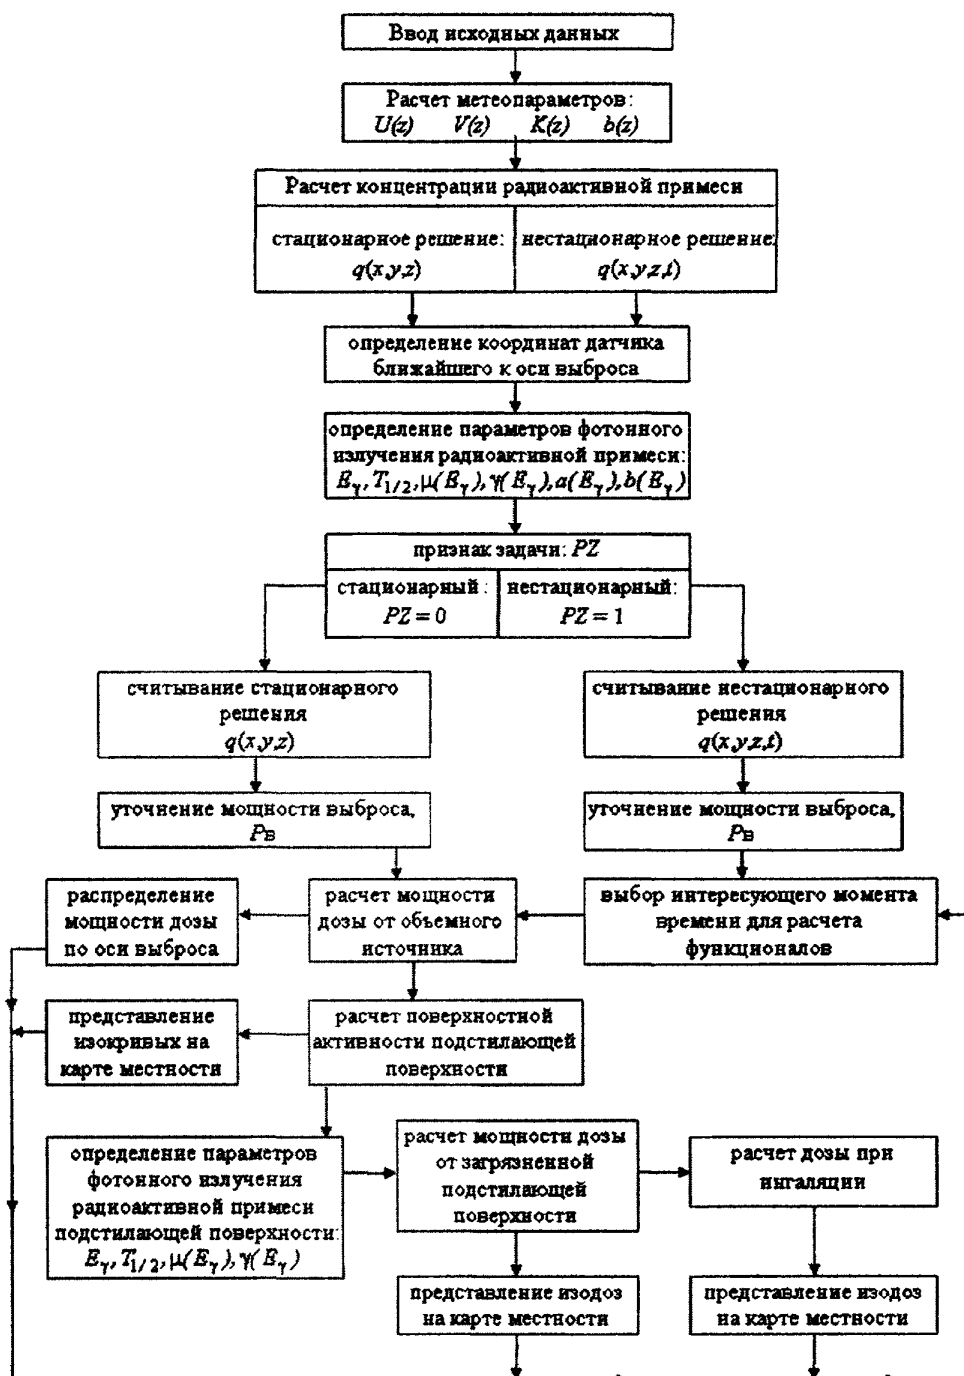 Ввод исходных данных
Расчет метеопараметров:
U(z) V(z) K(z) b(z)
Расчет концентрации радиоактивной примеси
стационарное решение:
q(x,y,z)
нестационарное решение:
q(x,y,z,t)
определение координат датчика
ближайшего к оси выброса
определение параметров фотонного
излучения радиоактивной примеси:
Eγ, T1/2, μ(Eγ), γ(Eγ), a(Eγ), b(Eγ)
признак задачи: PZ
стационарный:
PZ = 0
нестационарный:
PZ = 1
считывание стационарного
решения
q(x,y,z)
считывание нестационарного
решения
q(x,y,z,t)
уточнение мощности выброса,
Pв
уточнение мощности выброса,
Pв
распределение
мощности дозы
по оси выброса
расчет мощности
дозы от объемного
источника
выбор интересующего момента
времени для расчета
функционалов
представление
изокривых на
карте местности
расчет поверхностной
активности подстилающей
поверхности
определение параметров
фотонного излучения
радиоактивной примеси
подстилающей поверхности:
Eγ, T1/2, μ(Eγ), γ(Eγ)
расчет мощности дозы
от загрязненной
подстилающей
поверхности
расчет дозы при
ингаляции
представление изодоз
на карте местности
представление изодоз
на карте местности